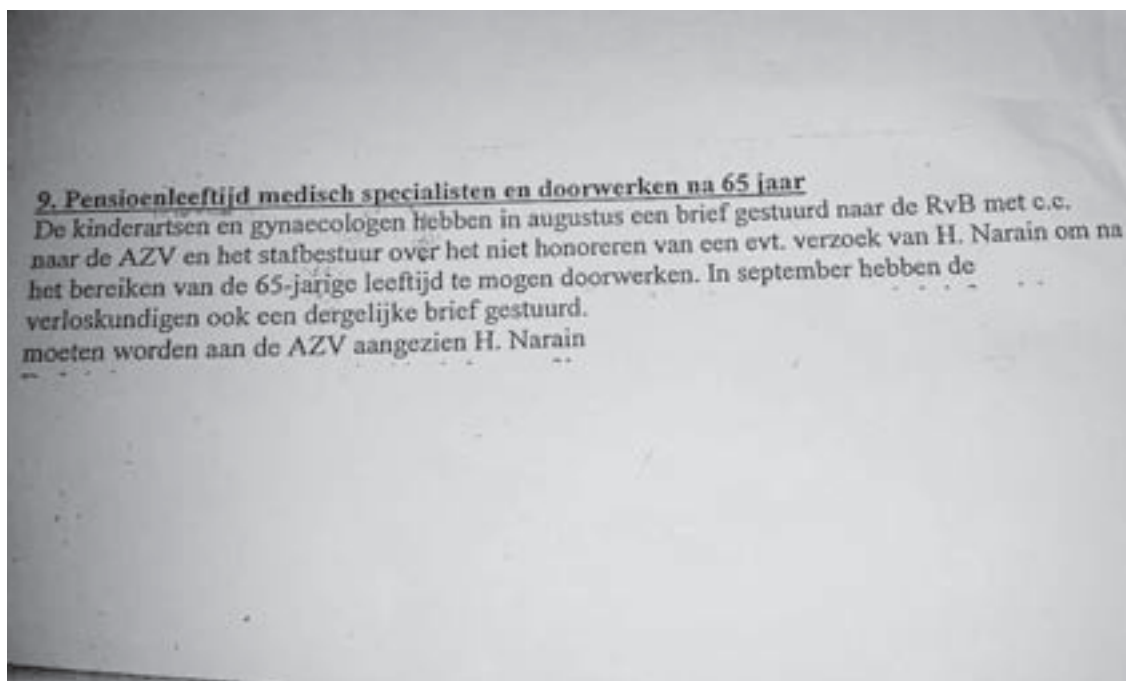 9. Pensioenleeftijd medisch specialisten en doorwerken na 65 jaar
De kinderartsen en gynaecologen hebben in augustus een brief gestuurd naar de RvB met c.c.
naar de AZV en het stafbestuur over het niet honoreren van een evt. verzoek van H. Narain om na
het bereiken van de 65-jarige leeftijd te mogen doorwerken. In september hebben de
verloskundigen ook een dergelijke brief gestuurd.
moeten worden aan de AZV aangezien H. Narain